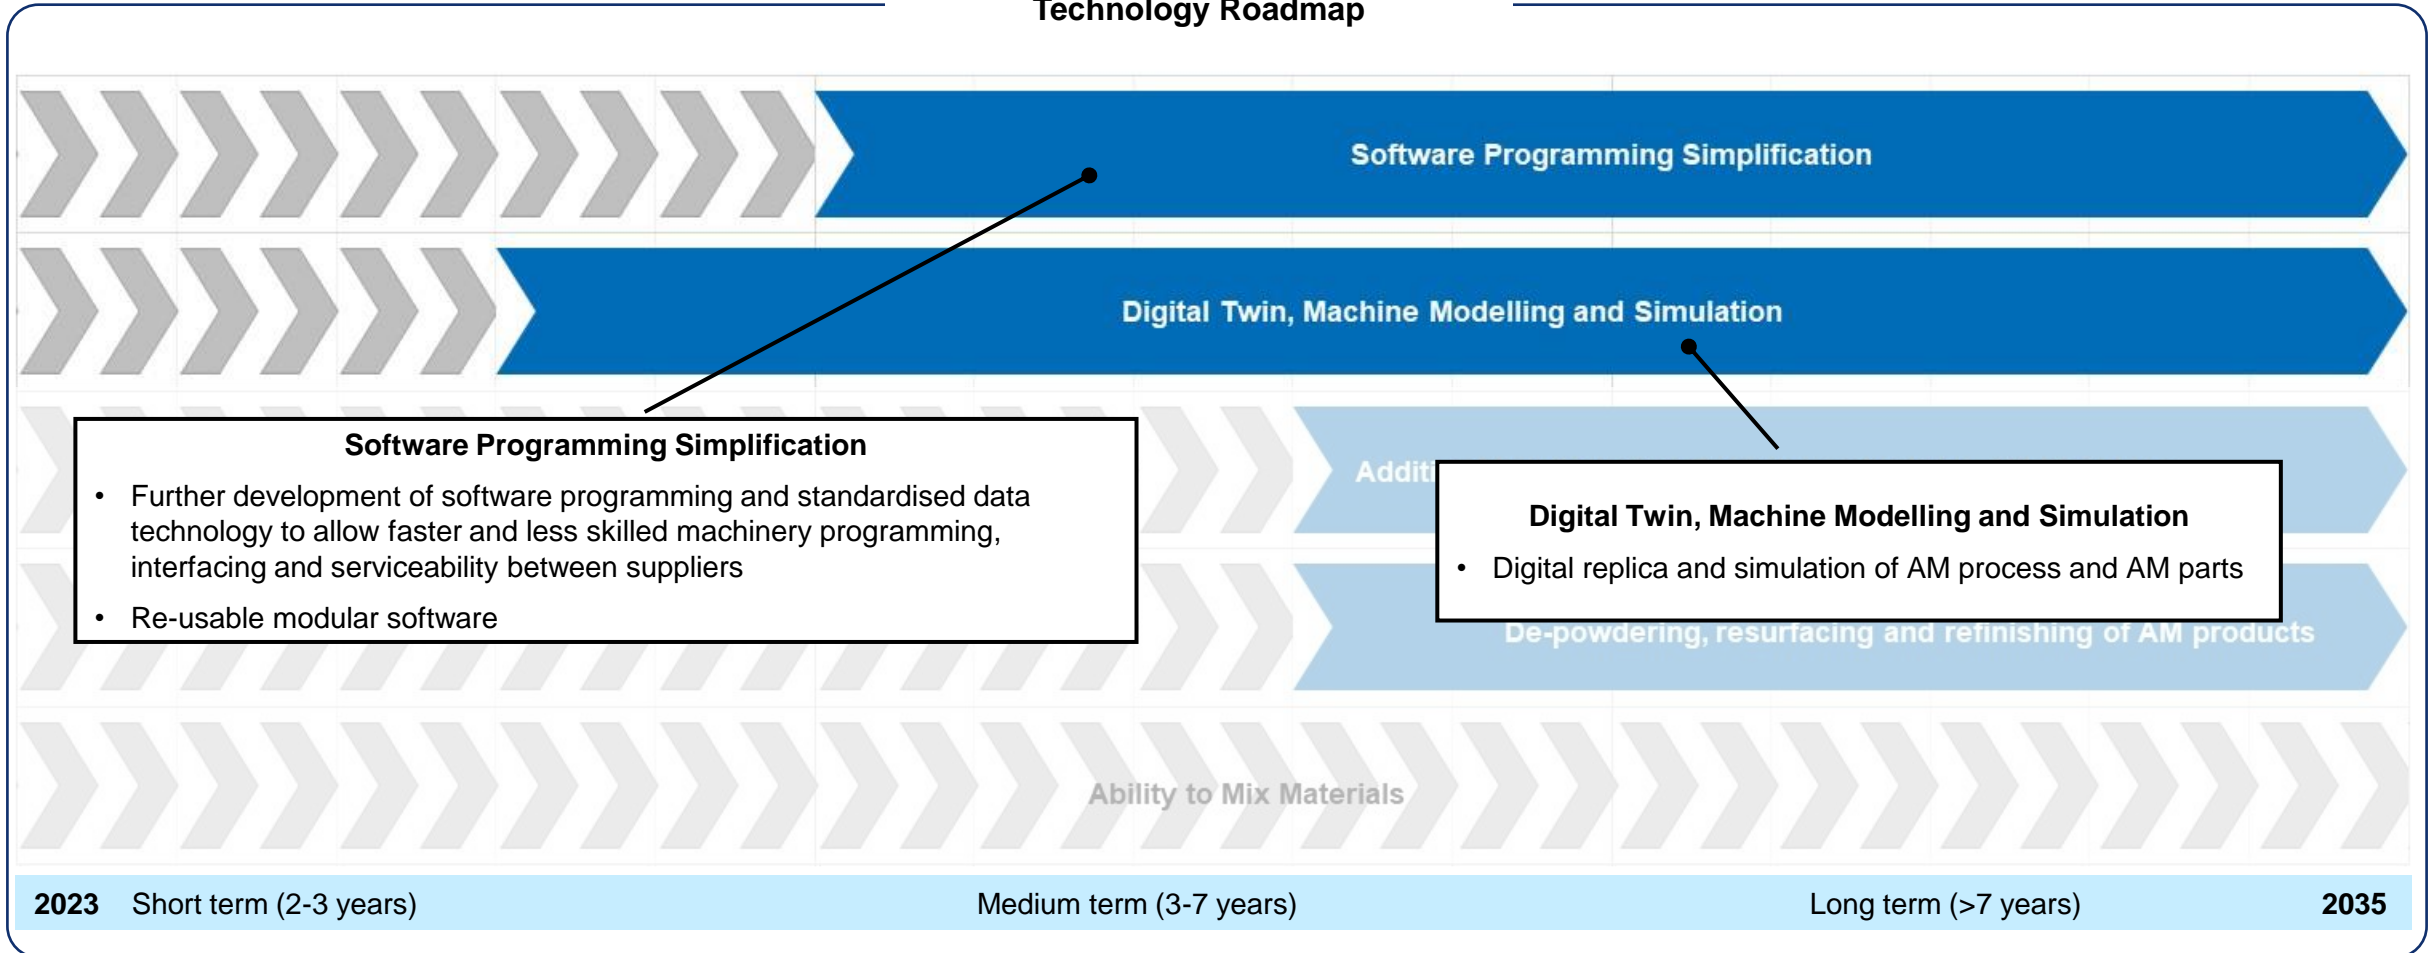 Technology Roadmap
Software Programming Simplification
Digital Twin, Machine Modelling and Simulation
Software Programming Simplification
• Further development of software programming and standardised data
technology to allow faster and less skilled machinery programming,
interfacing and serviceability between suppliers
• Re-usable modular software
Additi
Digital Twin, Machine Modelling and Simulation
• Digital replica and simulation of AM process and AM parts
De-powdering, resurfacing and refinishing of AM products
Ability to Mix Materials
2023 Short term (2-3 years) Medium term (3-7 years) Long term (>7 years) 2035